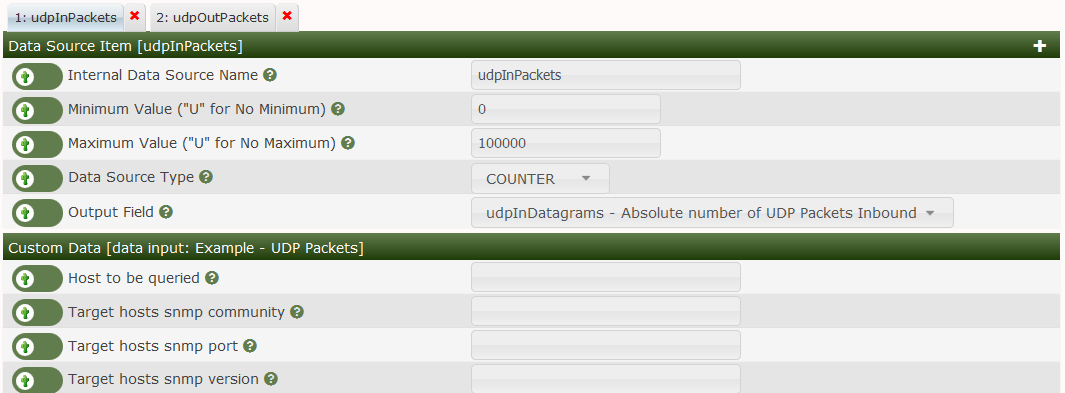 1: udpInPackets 2: udpOutPackets
Data Source Item [udpInPackets]
Internal Data Source Name udpInPackets
Minimum Value ("U" for No Minimum) 0
Maximum Value ("U" for No Maximum) 100000
Data Source Type COUNTER
Output Field udpInDatagrams - Absolute number of UDP Packets Inbound
Custom Data [data input: Example - UDP Packets]
Host to be queried
Target hosts snmp community
Target hosts snmp port
Target hosts snmp version